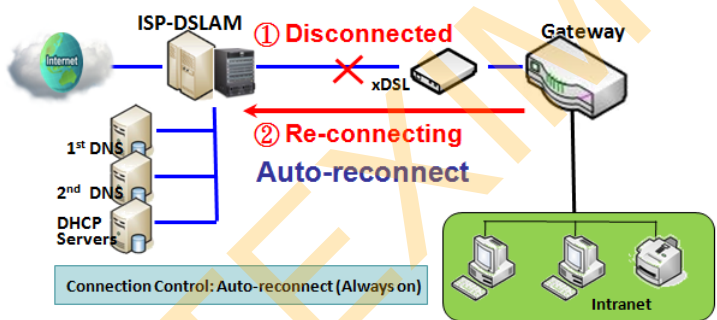 ISP-DSLAM
① Disconnected
Gateway
Internet
xDSL
② Re-connecting
1st DNS
Auto-reconnect
2nd DNS
DHCP
Servers
Connection Control: Auto-reconnect (Always on)
Intranet